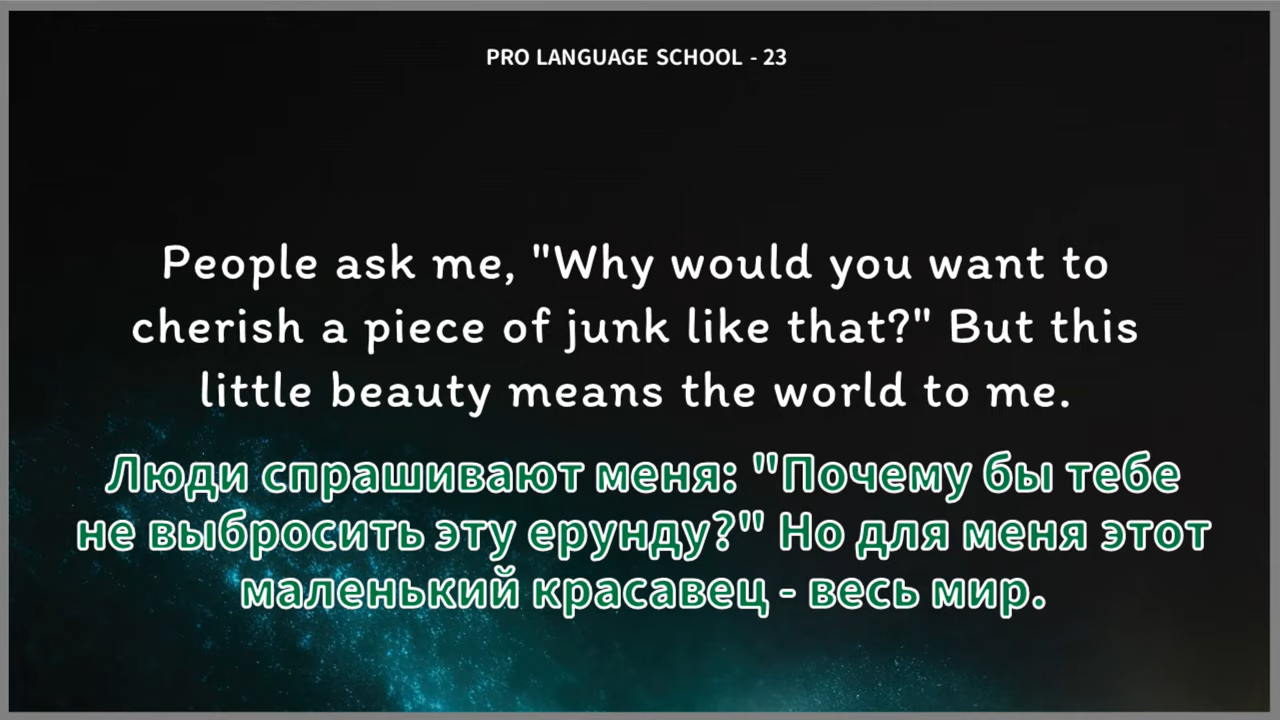 PRO LANGUAGE SCHOOL - 23
People ask me, "Why would you want to
cherish a piece of junk like that?" But this
little beauty means the world to me.
Люди спрашивают меня: "Почему бы тебе
не выбросить эту ерунду?" Но для меня этот
маленький красавец - весь мир.